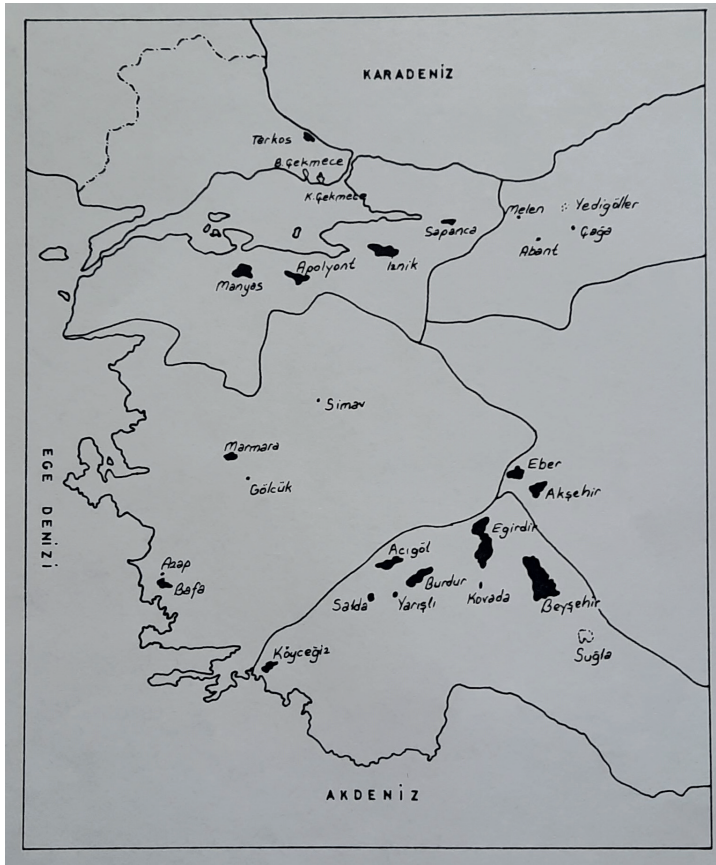 KARADENİZ
Terkos
B.Çekmece
K.Çekmece
Sapanca
Melen
Yedigöller
Çağa
Abant
İznik
Apolyont
Manyas
Simav
Marmara
Gölcük
EGE DENİZİ
Eber
Akşehir
Egirdir
Acıgöl
Burdur
Salda
Yarışlı
Kovada
Beyşehir
Suğla
Azap
Bafa
Köyceğiz
AKDENİZ